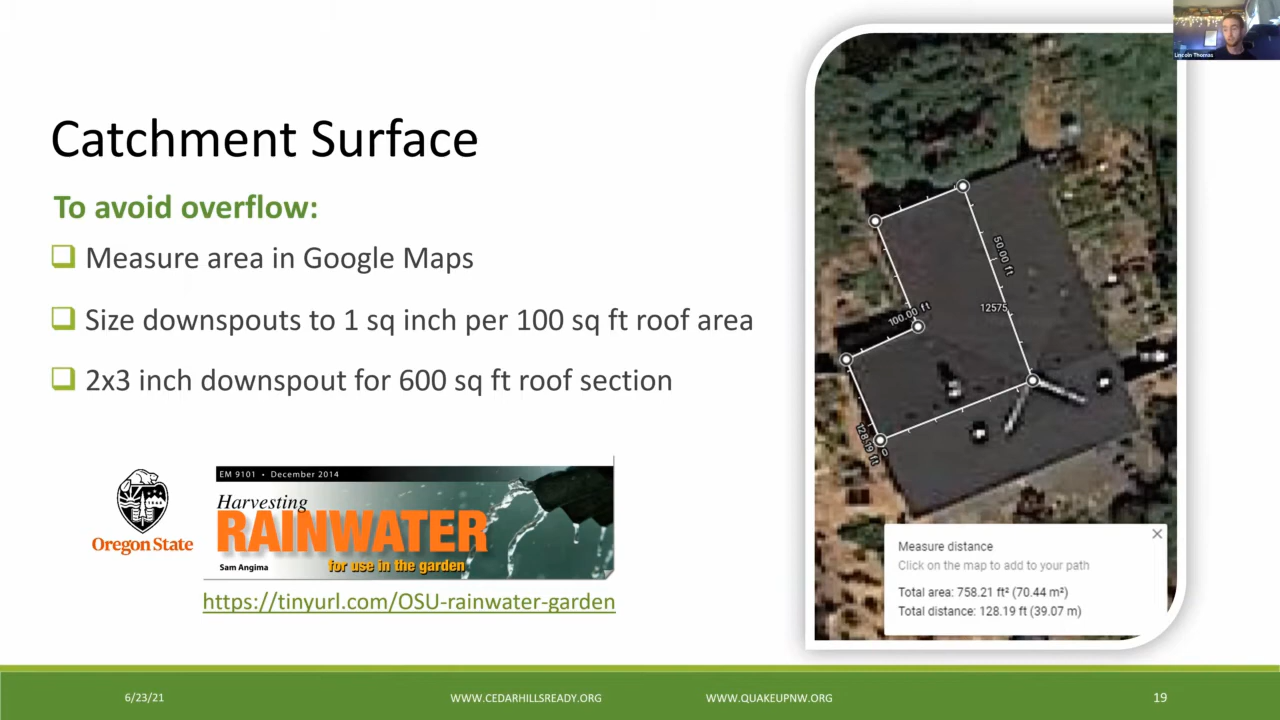 Lincoln Thomas
Catchment Surface
To avoid overflow:
Measure area in Google Maps
Size downspouts to 1 sq inch per 100 sq ft roof area
2x3 inch downspout for 600 sq ft roof section
50.00 ft
12575
100.00 ft
128.19 ft
Measure distance
Click on the map to add to your path
Total area: 758.21 ft² (70.44 m²)
Total distance: 128.19 ft (39.07 m)
Oregon State
EM 9101 • December 2014
Harvesting
RAINWATER
Sam Angima
for use in the garden
https://tinyurl.com/OSU-rainwater-garden
6/23/21
WWW.CEDARHILLSREADY.ORG
WWW.QUAKEUPNW.ORG
19